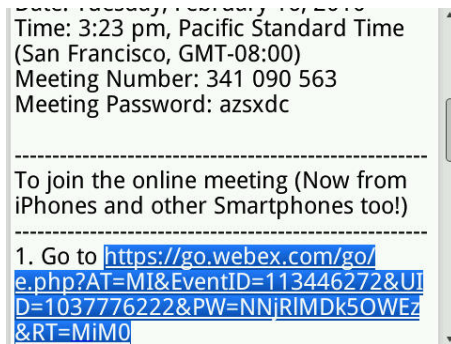 Time: 3:23 pm, Pacific Standard Time
(San Francisco, GMT-08:00)
Meeting Number: 341 090 563
Meeting Password: azsxdc
-------------------------------------------------------
To join the online meeting (Now from
iPhones and other Smartphones too!)
-------------------------------------------------------
1. Go to https://go.webex.com/go/
e.php?AT=MI&EventID=113446272&UI
D=1037776222&PW=NNjRlMDk5OWEz
&RT=MiM0